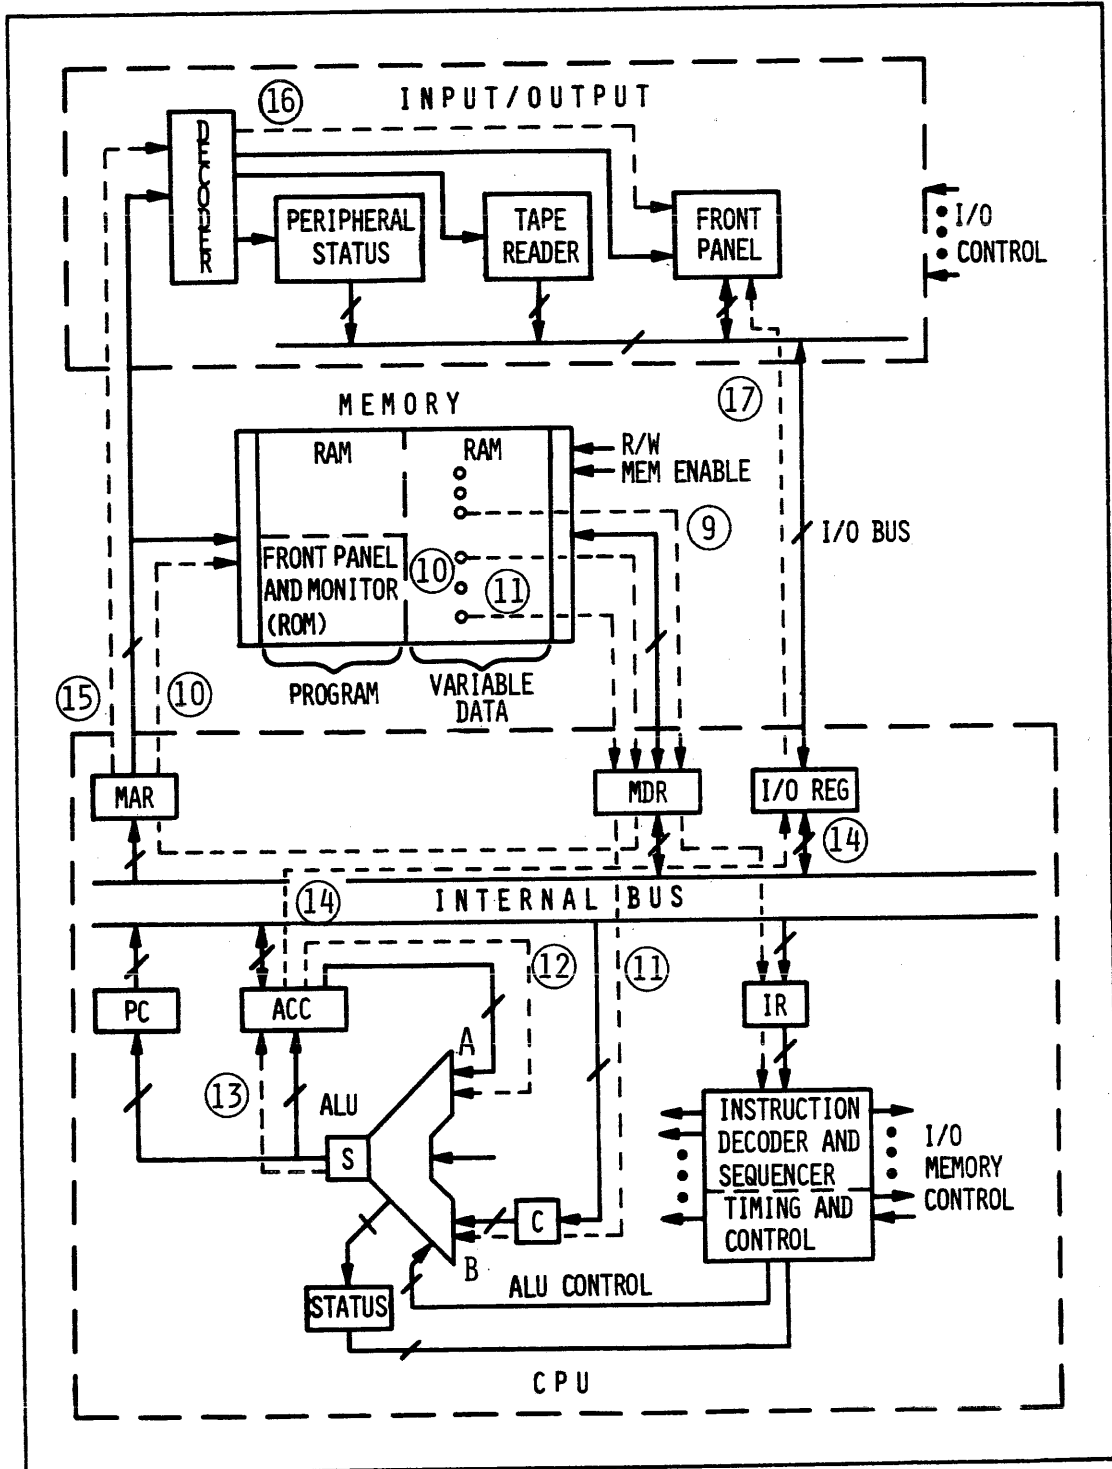 INPUT/OUTPUT
16
DECODER
PERIPHERAL
STATUS
TAPE
READER
FRONT
PANEL
I/O
CONTROL
17
MEMORY
RAM
RAM
R/W
MEM ENABLE
9
I/O BUS
FRONT PANEL
AND MONITOR
(ROM)
10
11
PROGRAM
VARIABLE
DATA
15
10
MAR
MDR
I/O REG
14
INTERNAL BUS
14
12
11
PC
ACC
IR
A
13
ALU
S
C
B
INSTRUCTION
DECODER AND
SEQUENCER
TIMING AND
CONTROL
I/O
MEMORY
CONTROL
ALU CONTROL
STATUS
CPU